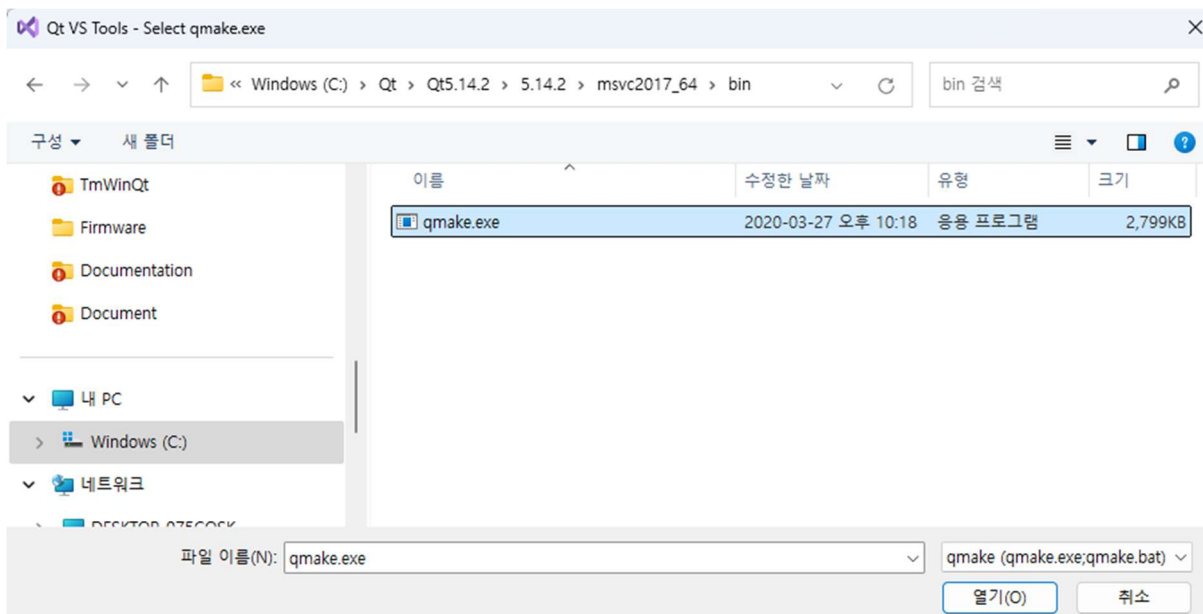 Qt VS Tools - Select qmake.exe
« Windows (C:) › Qt › Qt5.14.2 › 5.14.2 › msvc2017_64 › bin
bin 검색
구성 새 폴더
TmWinQt
Firmware
Documentation
Document
내 PC
Windows (C:)
네트워크
이름 수정한 날짜 유형 크기
qmake.exe 2020-03-27 오후 10:18 응용 프로그램 2,799KB
파일 이름(N): qmake.exe
qmake (qmake.exe;qmake.bat)
열기(O) 취소